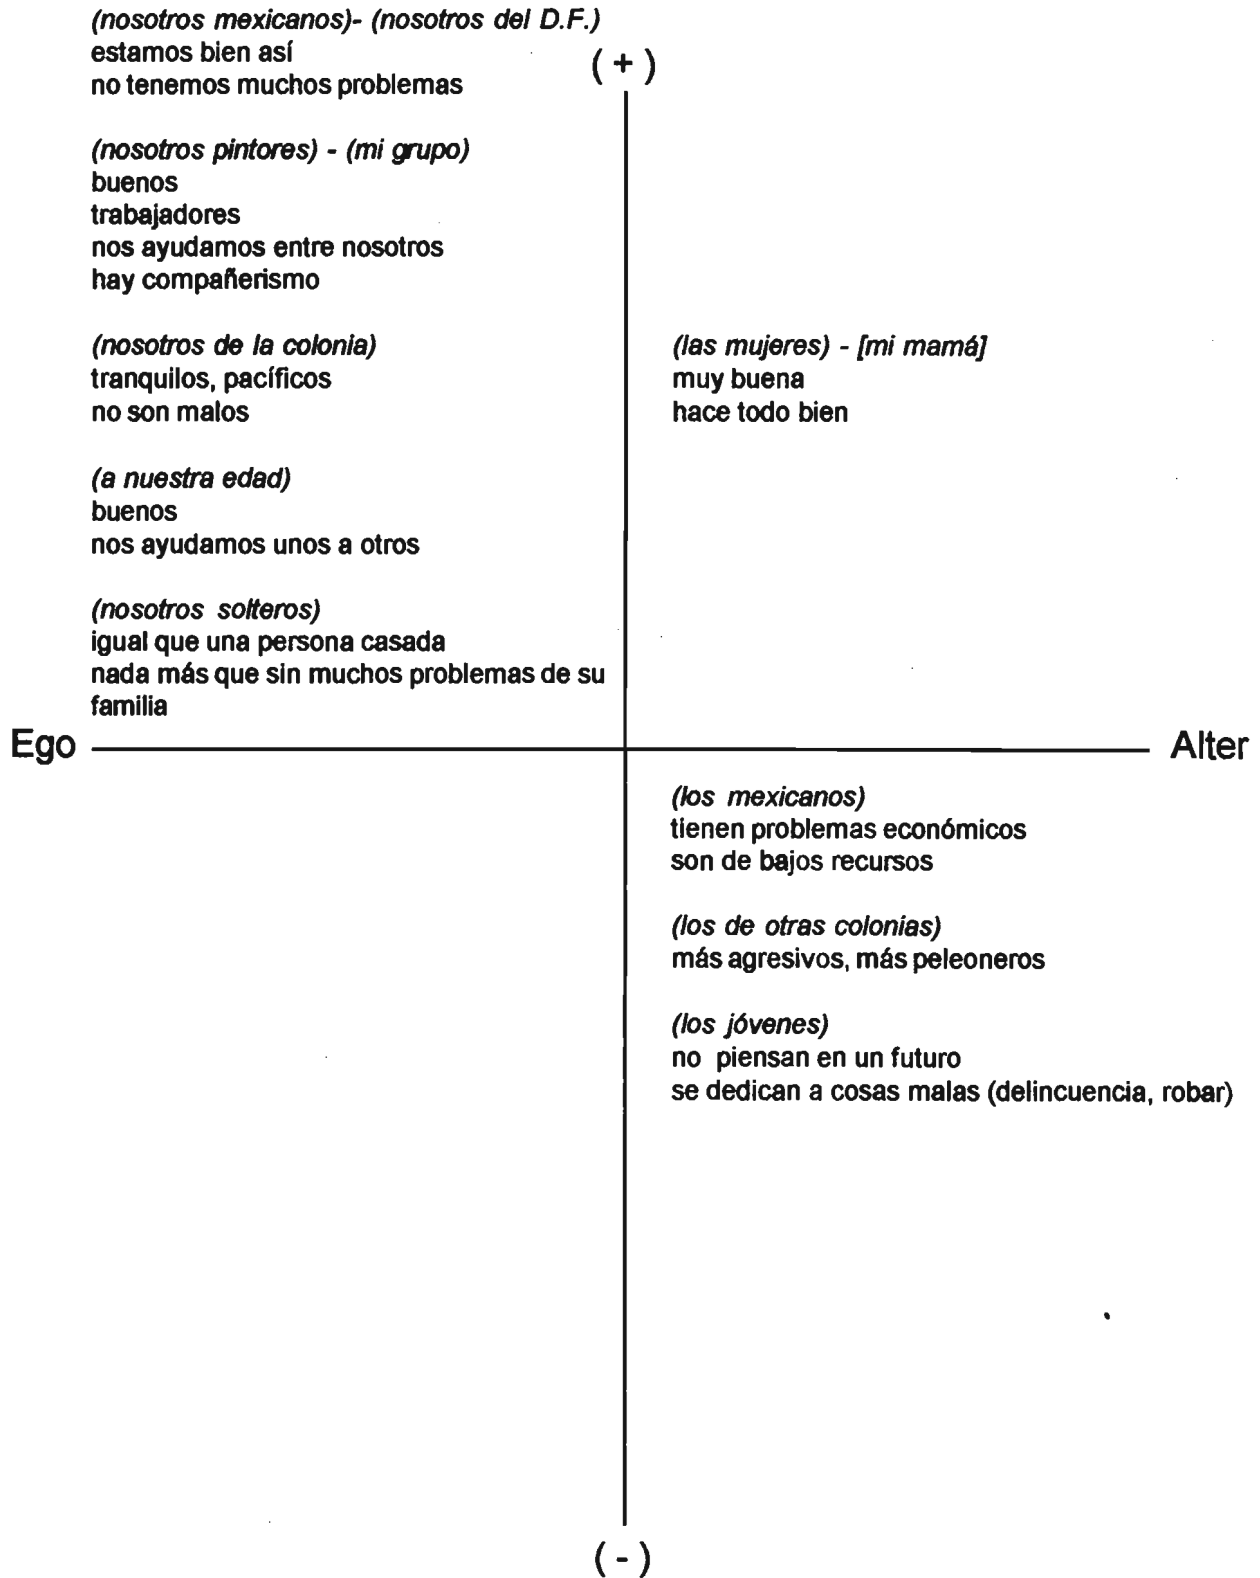 (nosotros mexicanos)- (nosotros del D.F.)
estamos bien así
no tenemos muchos problemas
( + )
(nosotros pintores) - (mi grupo)
buenos
trabajadores
nos ayudamos entre nosotros
hay compañerismo
(nosotros de la colonia)
tranquilos, pacíficos
no son malos
(las mujeres) - [mi mamá]
muy buena
hace todo bien
(a nuestra edad)
buenos
nos ayudamos unos a otros
(nosotros solteros)
igual que una persona casada
nada más que sin muchos problemas de su
familia
Ego
Alter
(los mexicanos)
tienen problemas económicos
son de bajos recursos
(los de otras colonias)
más agresivos, más peleoneros
(los jóvenes)
no piensan en un futuro
se dedican a cosas malas (delincuencia, robar)
( - )